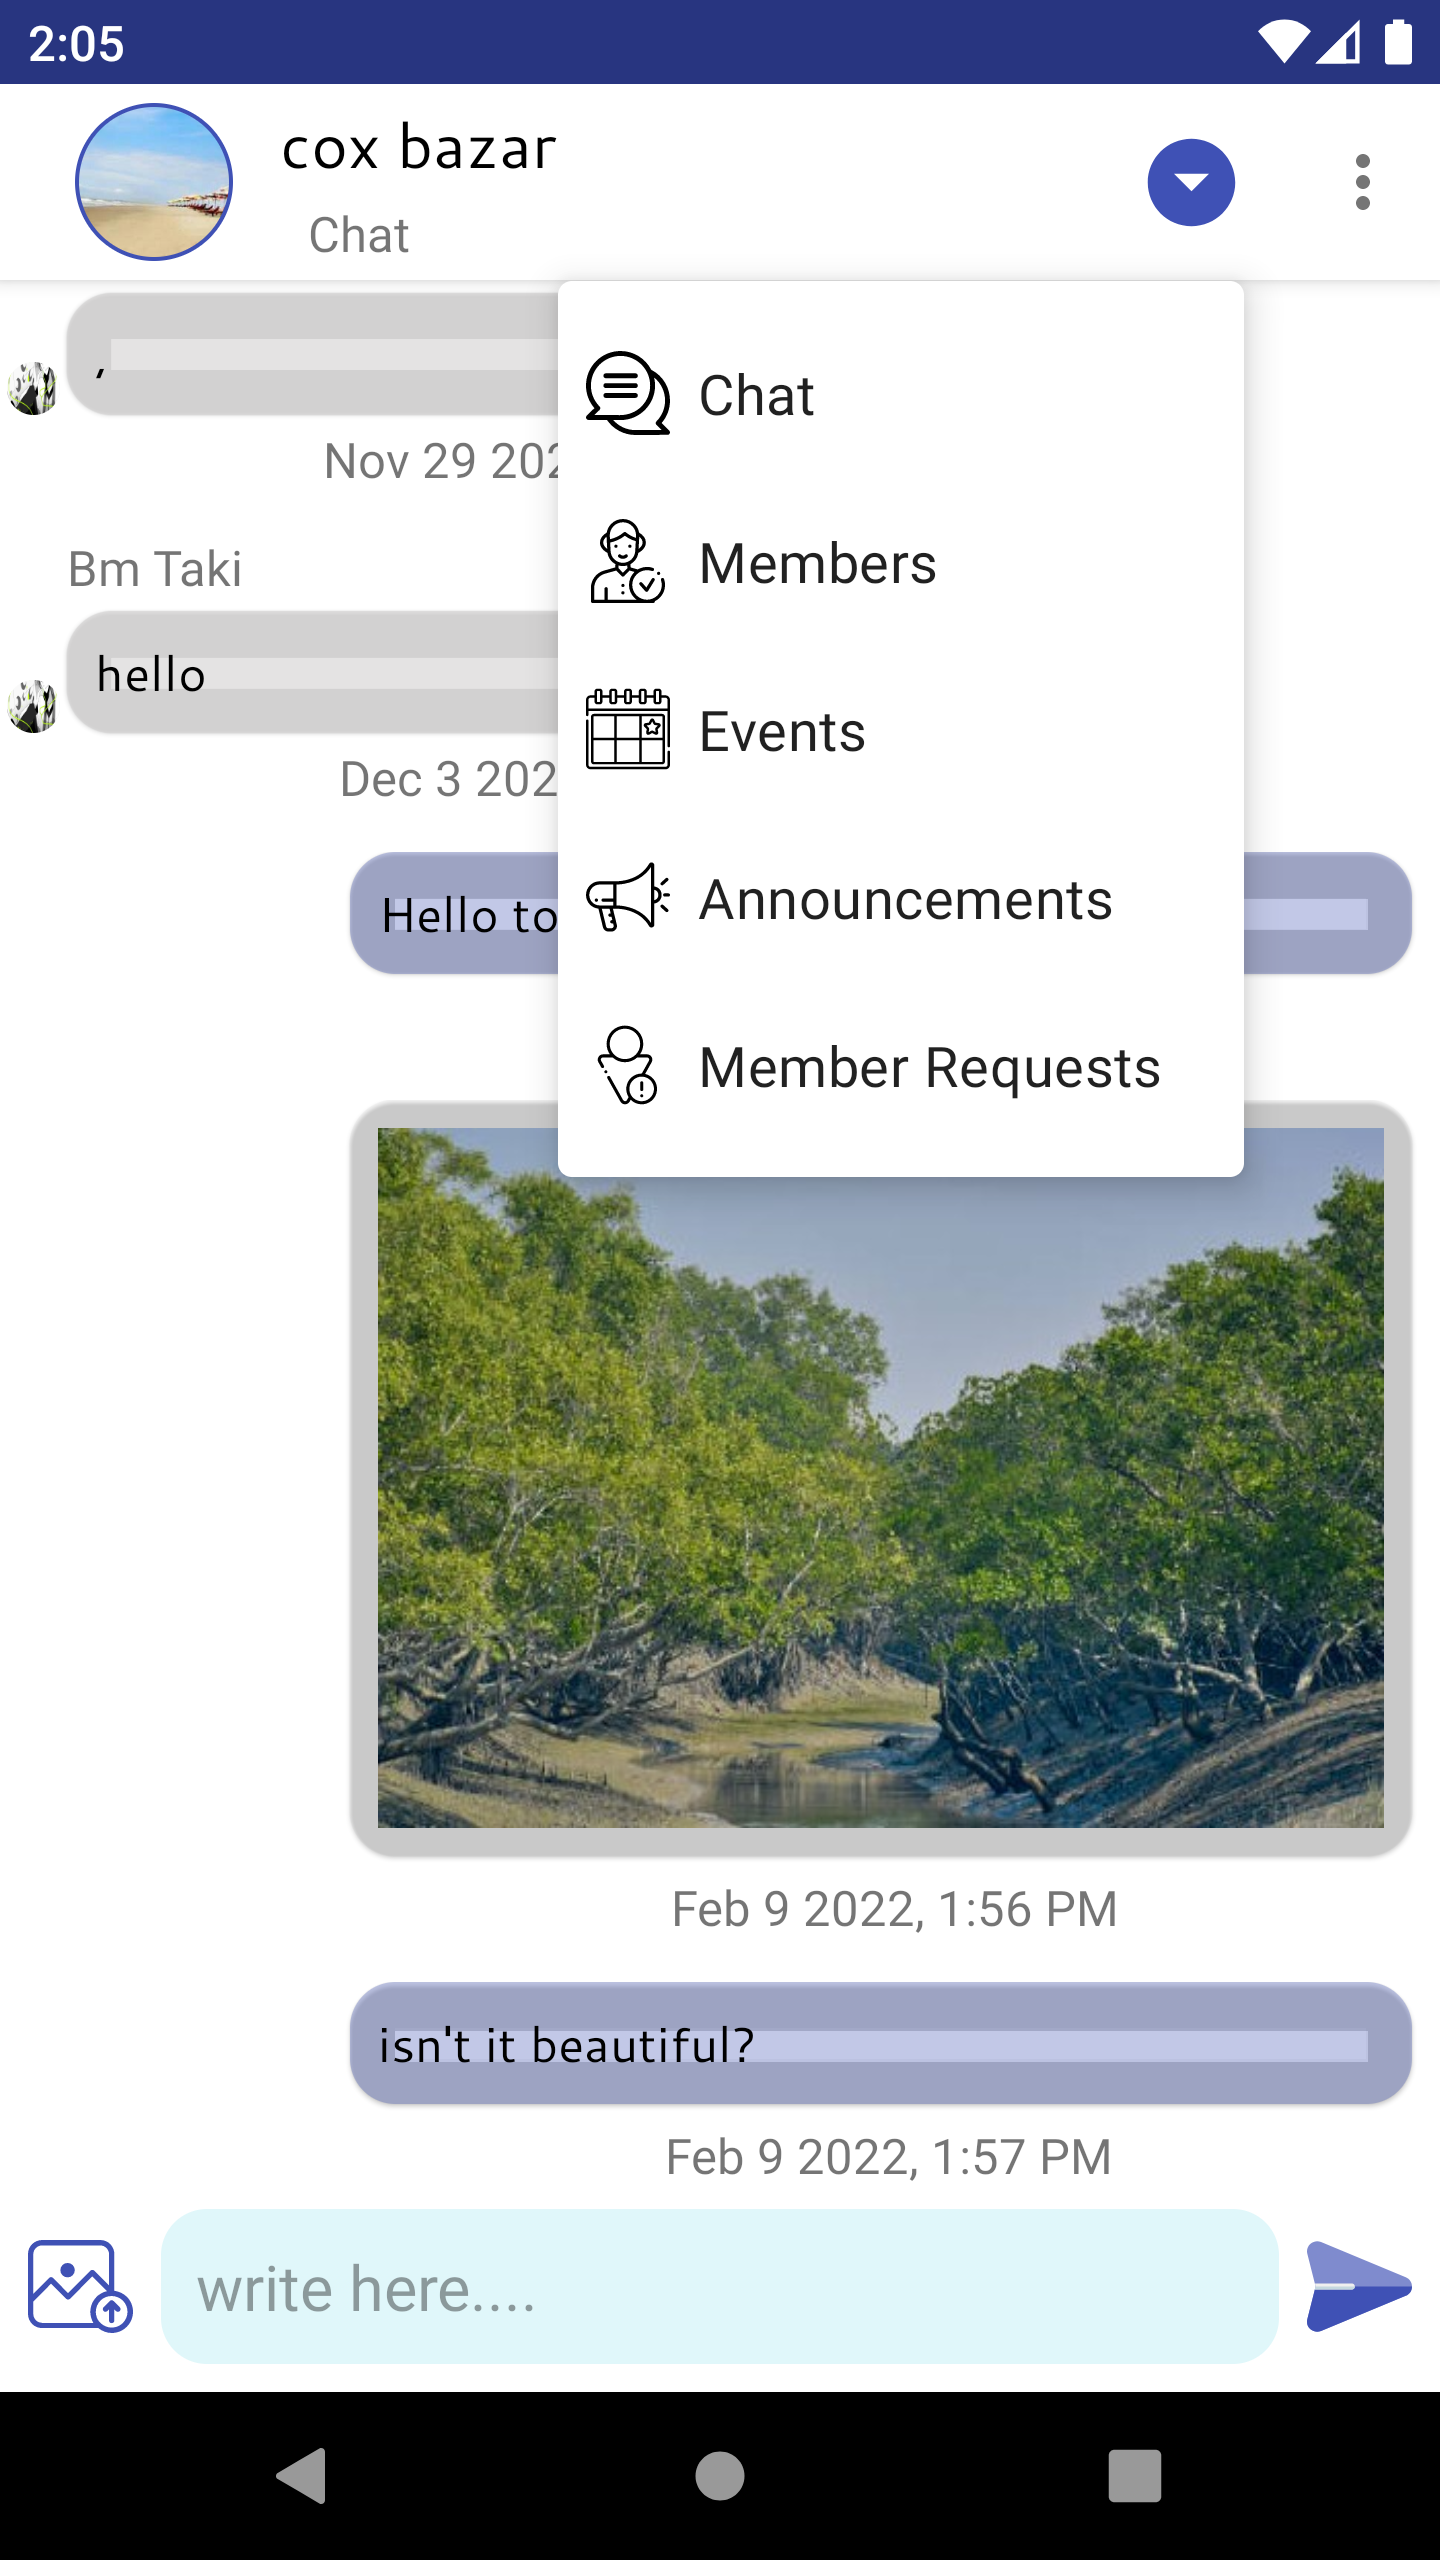 2:05
cox bazar
Chat
,
Nov 29 202
Bm Taki
hello
Dec 3 202
Hello to
Chat
Members
Events
Announcements
Member Requests
Feb 9 2022, 1:56 PM
isn't it beautiful?
Feb 9 2022, 1:57 PM
write here....